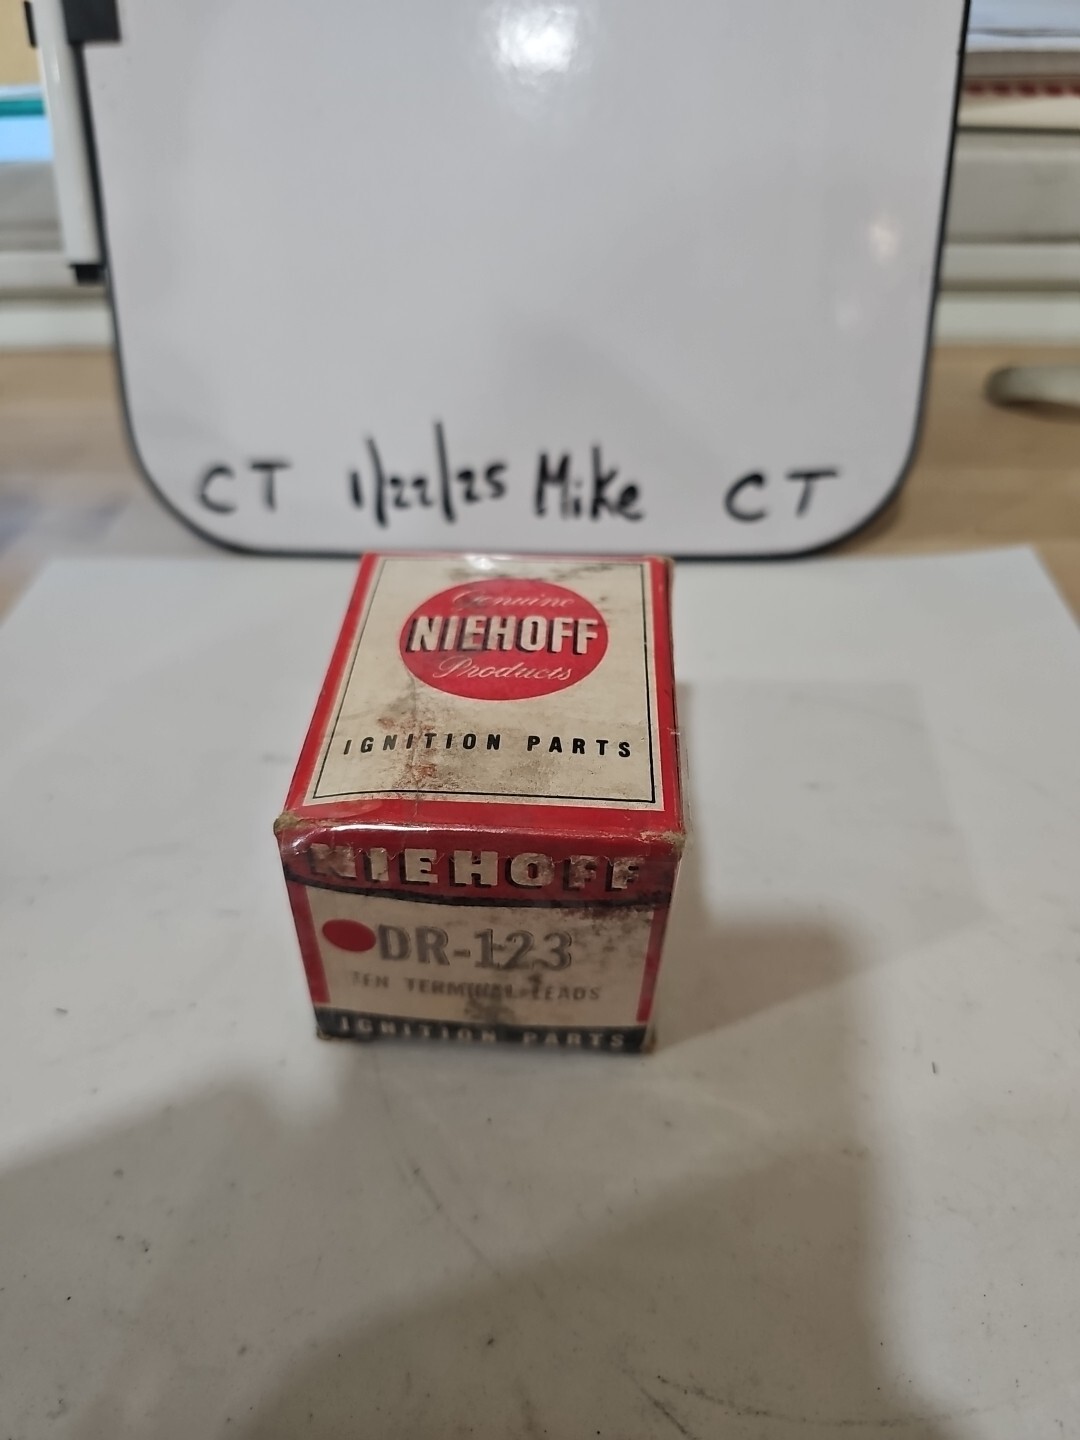 CT 1/22/25 Mike CT
Genuine
NIEHOFF
Products
IGNITION PARTS
NIEHOFF
DR-123
TEN TERMINAL LEADS
IGNITION PARTS